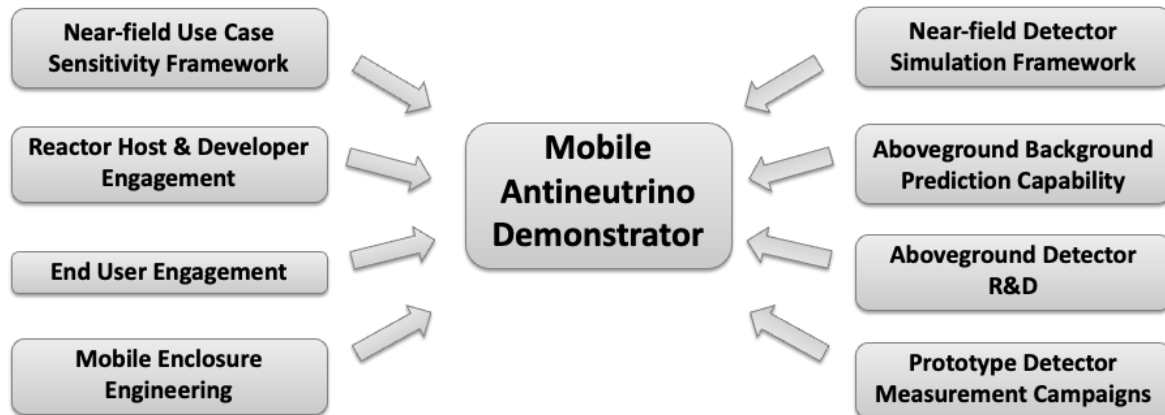 Near-field Use Case
Sensitivity Framework
Reactor Host & Developer
Engagement
End User Engagement
Mobile Enclosure
Engineering
Mobile
Antineutrino
Demonstrator
Near-field Detector
Simulation Framework
Aboveground Background
Prediction Capability
Aboveground Detector
R&D
Prototype Detector
Measurement Campaigns